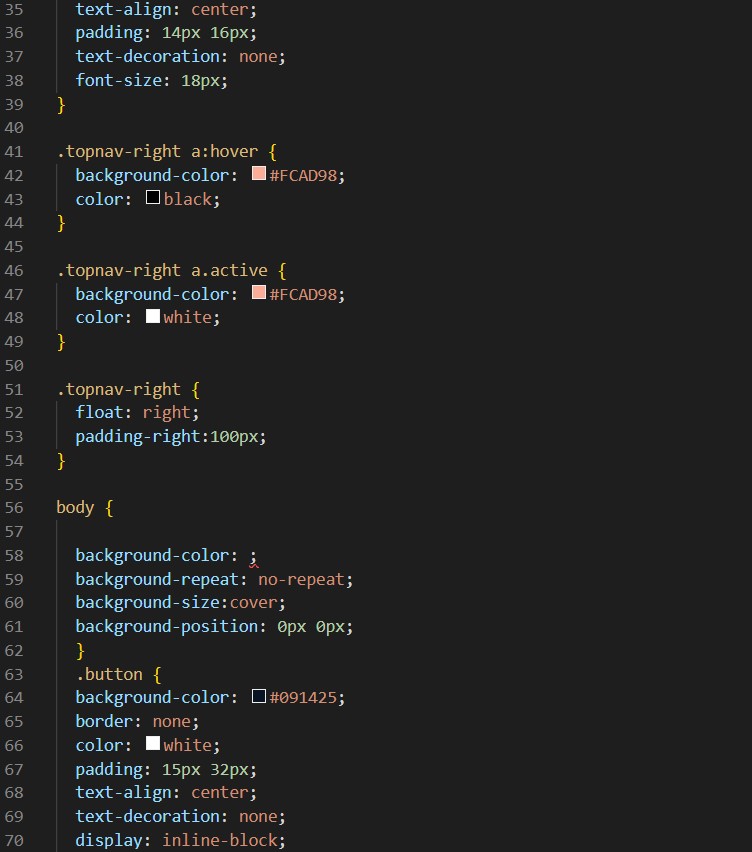 35 text-align: center;
36 padding: 14px 16px;
37 text-decoration: none;
38 font-size: 18px;
39 }
40
41 .topnav-right a:hover {
42 background-color: #FCAD98;
43 color: black;
44 }
45
46 .topnav-right a.active {
47 background-color: #FCAD98;
48 color: white;
49 }
50
51 .topnav-right {
52 float: right;
53 padding-right:100px;
54 }
55
56 body {
57
58 background-color: ;
59 background-repeat: no-repeat;
60 background-size:cover;
61 background-position: 0px 0px;
62 }
63 .button {
64 background-color: #091425;
65 border: none;
66 color: white;
67 padding: 15px 32px;
68 text-align: center;
69 text-decoration: none;
70 display: inline-block;